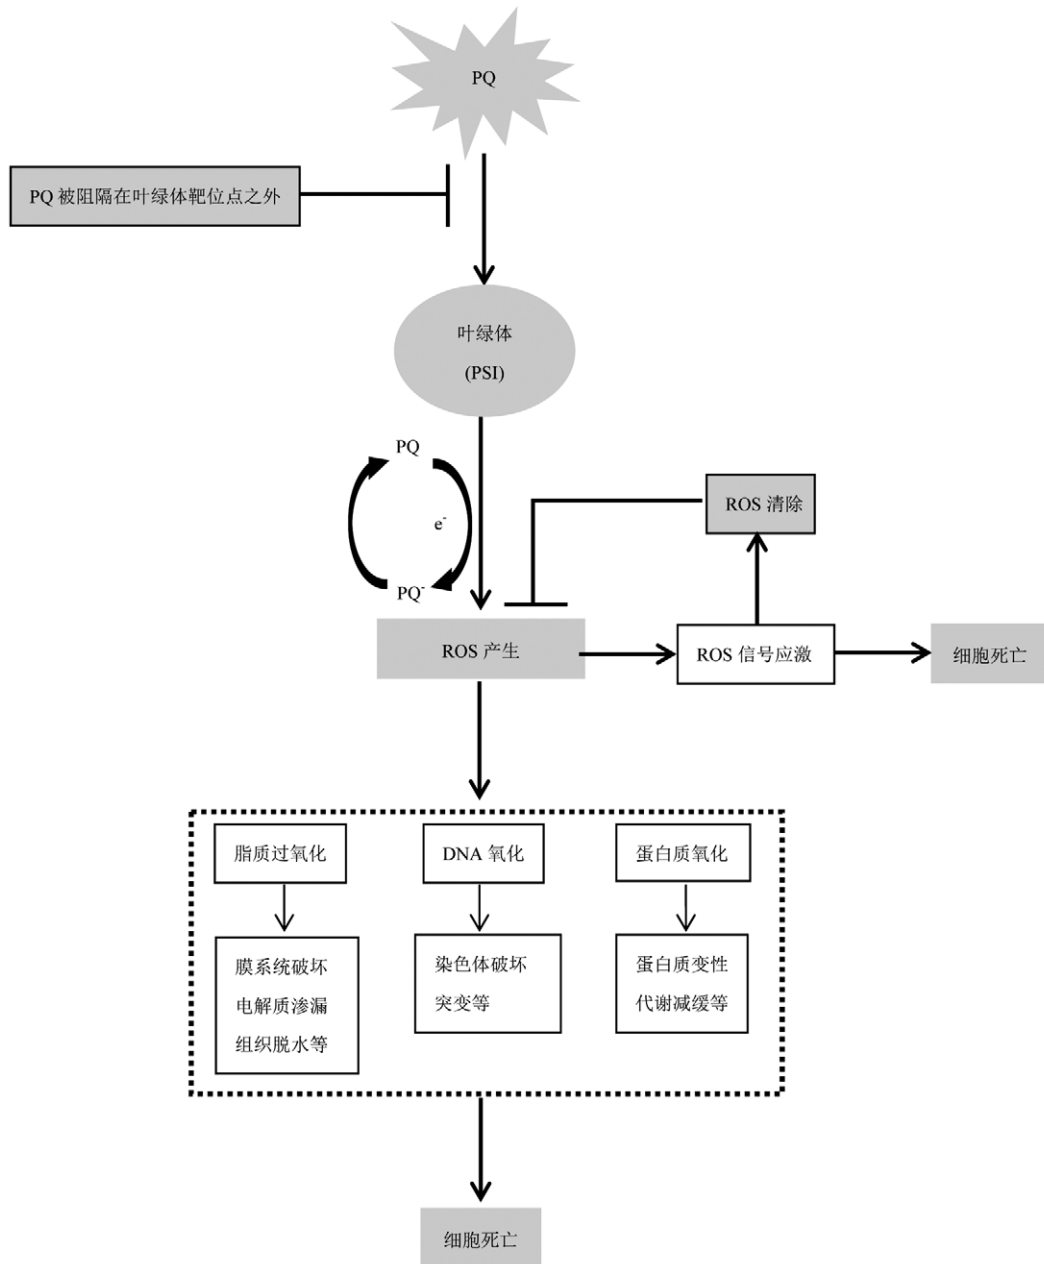 PQ
PQ 被阻隔在叶绿体靶位点之外
叶绿体
(PSI)
PQ
e-
PQ-
ROS 清除
ROS 产生
ROS 信号应激
细胞死亡
脂质过氧化
DNA 氧化
蛋白质氧化
膜系统破坏
电解质渗漏
组织脱水等
染色体破坏
突变等
蛋白质变性
代谢减缓等
细胞死亡